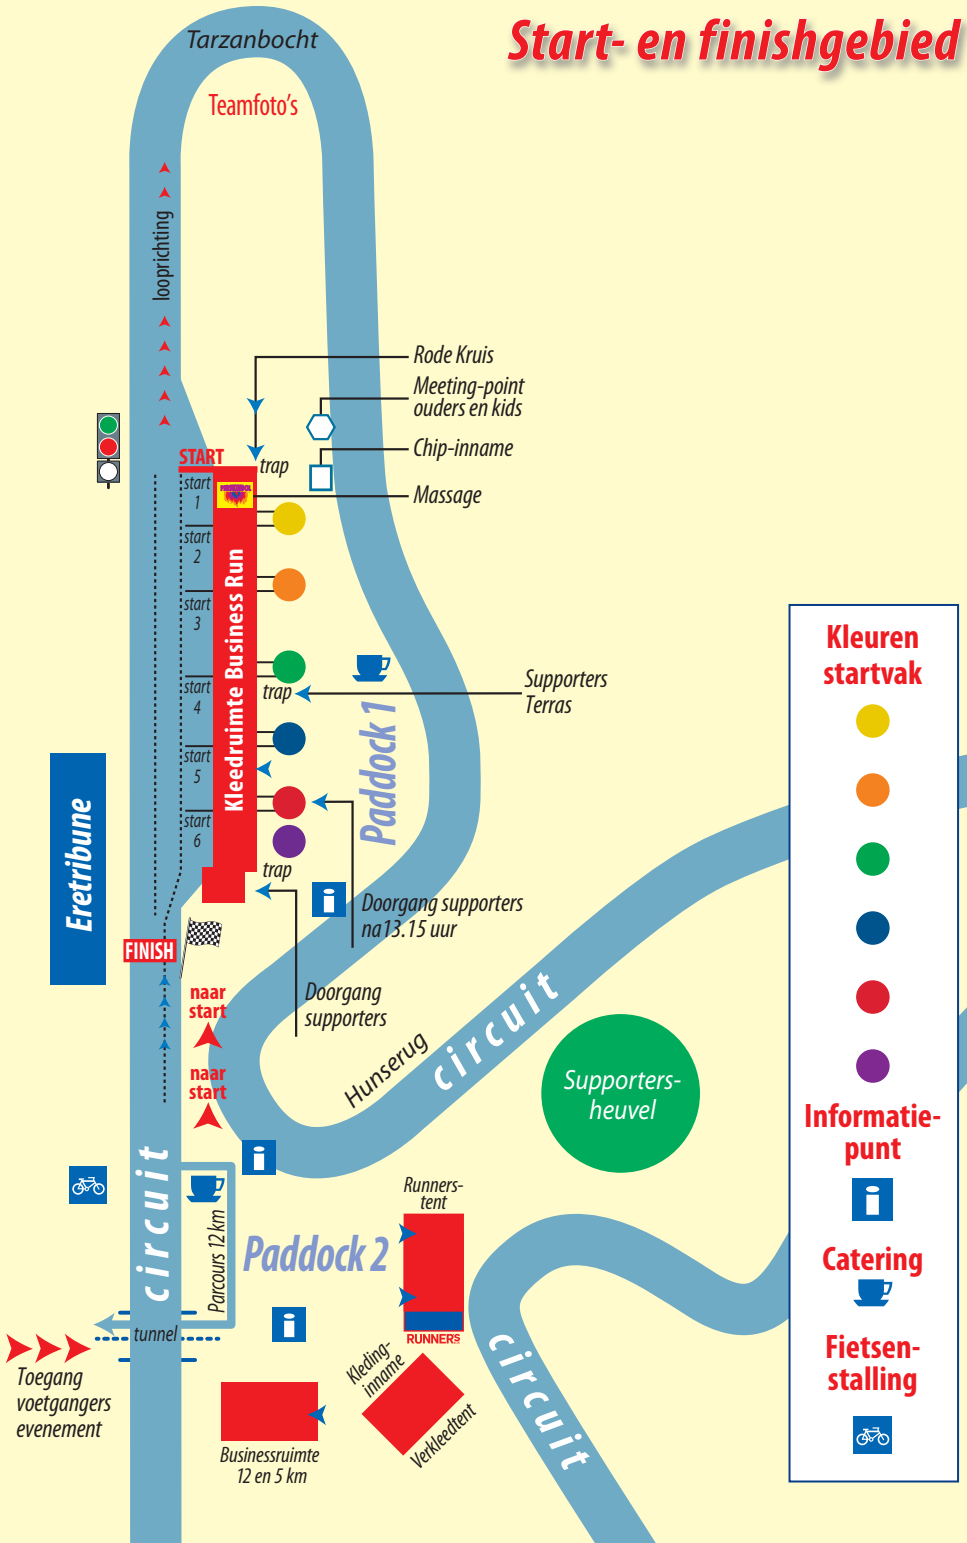 Start- en finishgebied
Tarzanbocht
Teamfoto's
looprichting
Rode Kruis
Meeting-point
ouders en kids
Chip-inname
Massage
START
trap
start
1
start
2
start
3
start
4
start
5
start
6
Kleedruimte Business Run
trap
Supporters
Terras
Paddock 1
trap
Eretribune
Doorgang supporters
na13.15 uur
FINISH
naar
start
Doorgang
supporters
naar
start
Hunserug
circuit
Supporters-
heuvel
circuit
Parcours 12 km
Paddock 2
Runners-
tent
RUNNERS
tunnel
Toegang
voetgangers
evenement
Kleding-
inname
Verkleedtent
Businessruimte
12 en 5 km
circuit
Kleuren
startvak
Informatie-
punt
Catering
Fietsen-
stalling